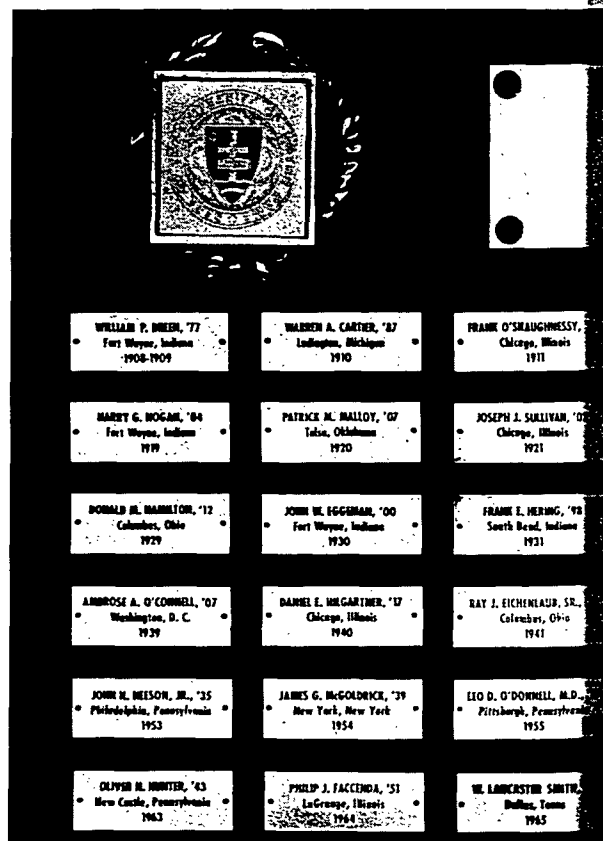 WILLIAM P. BREEN, '77
Fort Wayne, Indiana
1908-1909
WARREN A. CARTIER, '87
Ludington, Michigan
1910
FRANK O'SHAUGHNESSY,
Chicago, Illinois
1911
HARRY G. HOGAN, '04
Fort Wayne, Indiana
1919
PATRICK M. MALLOY, '07
Tulsa, Oklahoma
1920
JOSEPH J. SULLIVAN,
Chicago, Illinois
1921
DONALD M. HAMILTON, '12
Columbus, Ohio
1929
JOHN W. EGGEMAN, '00
Fort Wayne, Indiana
1930
FRANK E. HERING, '98
South Bend, Indiana
1931
AMBROSE A. O'CONNELL, '07
Washington, D. C.
1939
DANIEL E. HILGARTNER, '17
Chicago, Illinois
1940
RAY J. EICHENLAUB, SR.,
Columbus, Ohio
1941
JOHN N. BEESON, JR., '35
Philadelphia, Pennsylvania
1953
JAMES G. McGOLDRICK, '39
New York, New York
1954
LEO D. O'DONNELL, M.D.,
Pittsburgh, Pennsylvania
1955
OLIVER H. HUNTER, '43
New Castle, Pennsylvania
1963
PHILIP J. FACCENDA, '51
LaGrange, Illinois
1964
W. LANCASTER SMITH,
Dallas, Texas
1965